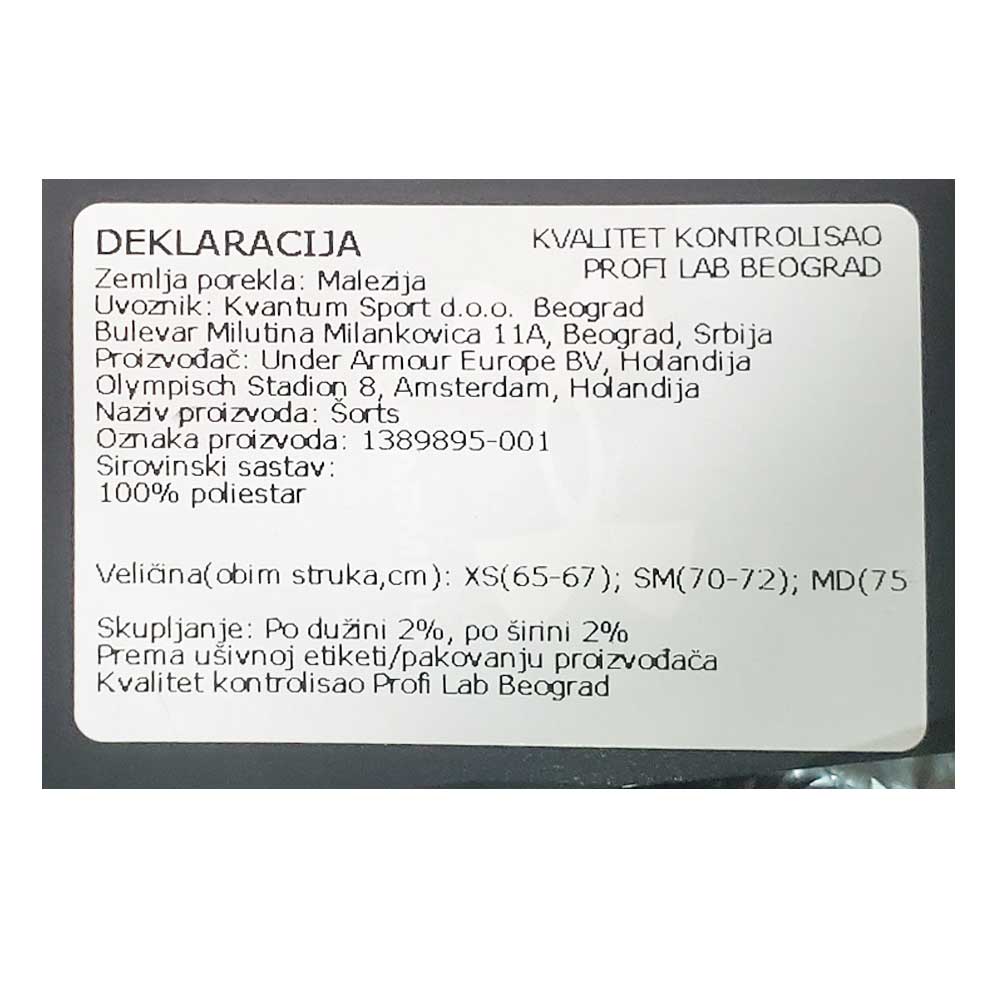 DEKLARACIJA
KVALITET KONTROLISAO
PROFI LAB BEOGRAD
Zemlja porekla: Malezija
Uvoznik: Kvantum Sport d.o.o. Beograd
Bulevar Milutina Milankovica 11A, Beograd, Srbija
Proizvođač: Under Armour Europe BV, Holandija
Olympisch Stadion 8, Amsterdam, Holandija
Naziv proizvoda: Šorts
Oznaka proizvoda: 1389895-001
Sirovinski sastav:
100% poliestar
Veličina(obim struka,cm): XS(65-67); SM(70-72); MD(75
Skupljanje: Po dužini 2%, po širini 2%
Prema ušivnoj etiketi/pakovanju proizvođača
Kvalitet kontrolisao Profi Lab Beograd